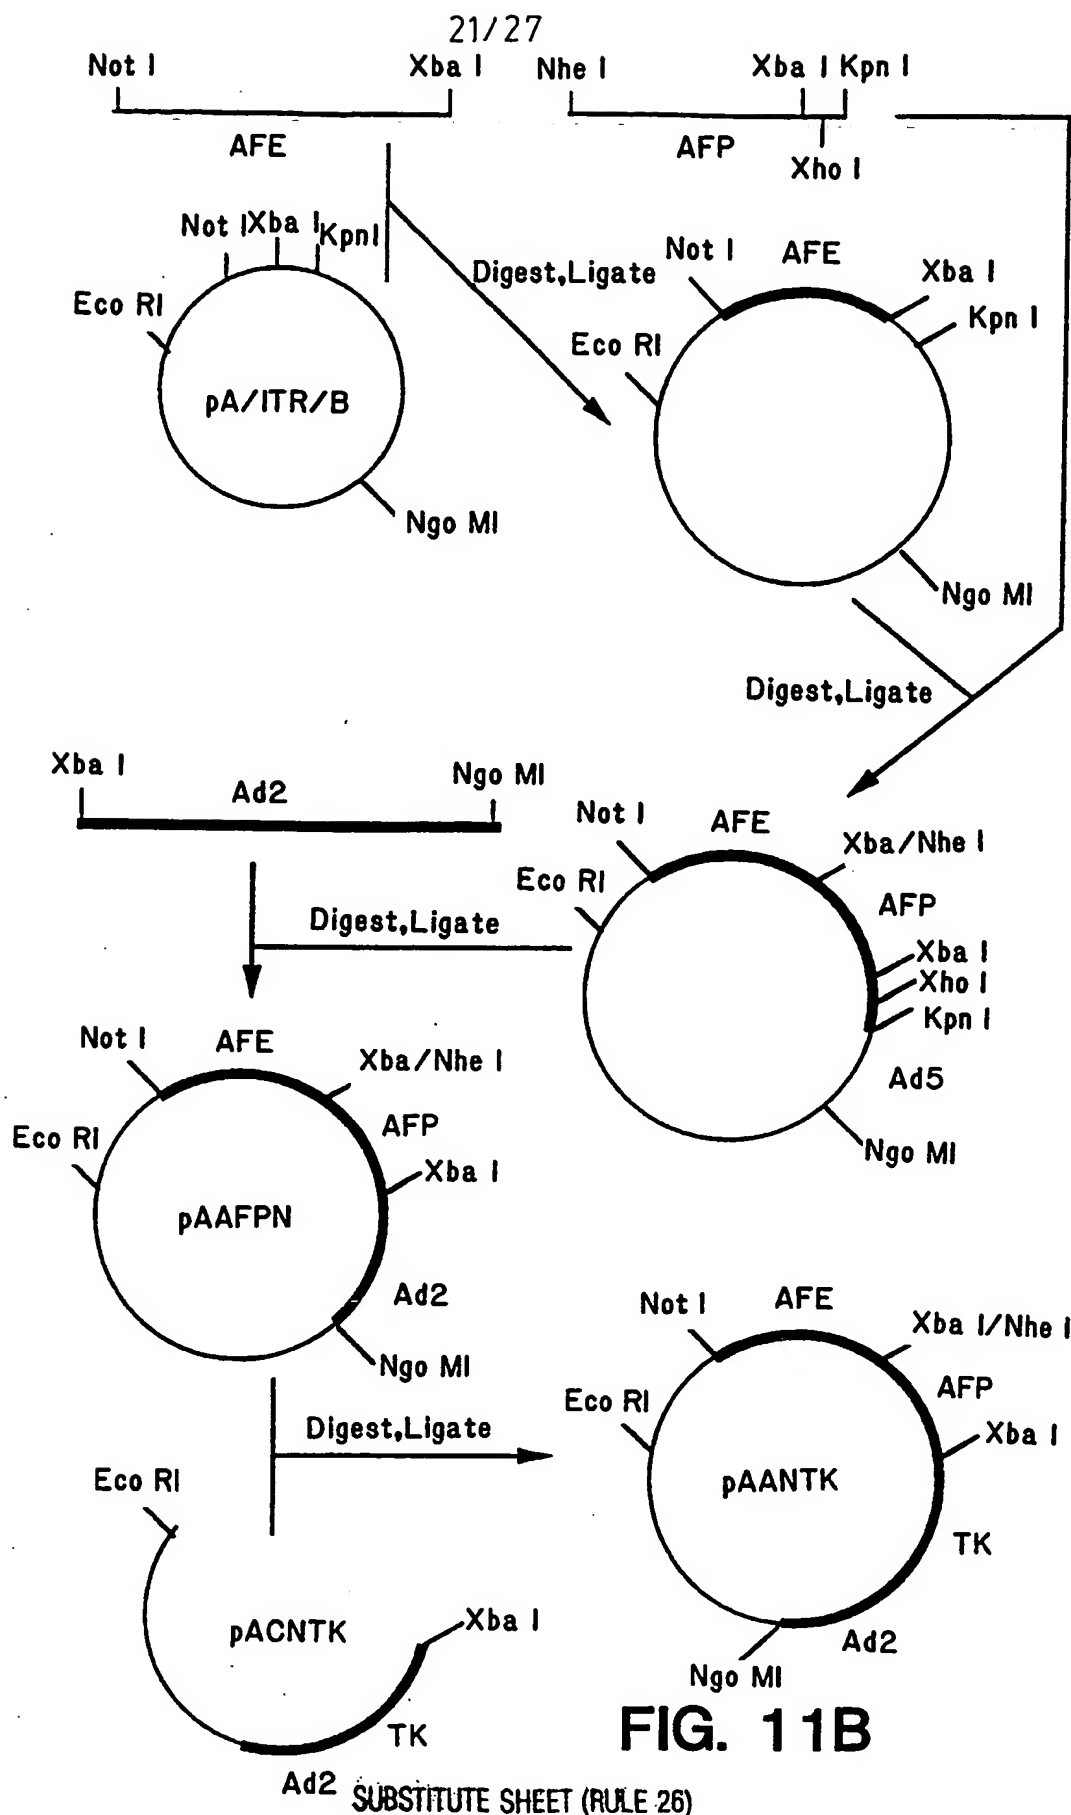 21/27
Not I
Xba I
Nhe I
Xba I
Kpn I
AFE
AFP
Xho I
Not I
Xba I
Kpn I
Eco RI
pA/ITR/B
Ngo MI
Digest,Ligate
Not I
AFE
Xba I
Kpn I
Eco RI
Ngo MI
Digest,Ligate
Xba I
Ad2
Ngo MI
Digest,Ligate
Not I
AFE
Xba/Nhe I
Eco RI
AFP
Xba I
Xho I
Kpn I
Ad5
Ngo MI
Not I
AFE
Xba/Nhe I
Eco RI
AFP
Xba I
pAAFPN
Ad2
Ngo MI
Digest,Ligate
Not I
AFE
Xba I/Nhe I
Eco RI
AFP
Xba I
pAANTK
TK
Ad2
Ngo MI
Eco RI
pACNTK
Xba I
TK
Ad2
FIG. 11B
SUBSTITUTE SHEET (RULE 26)